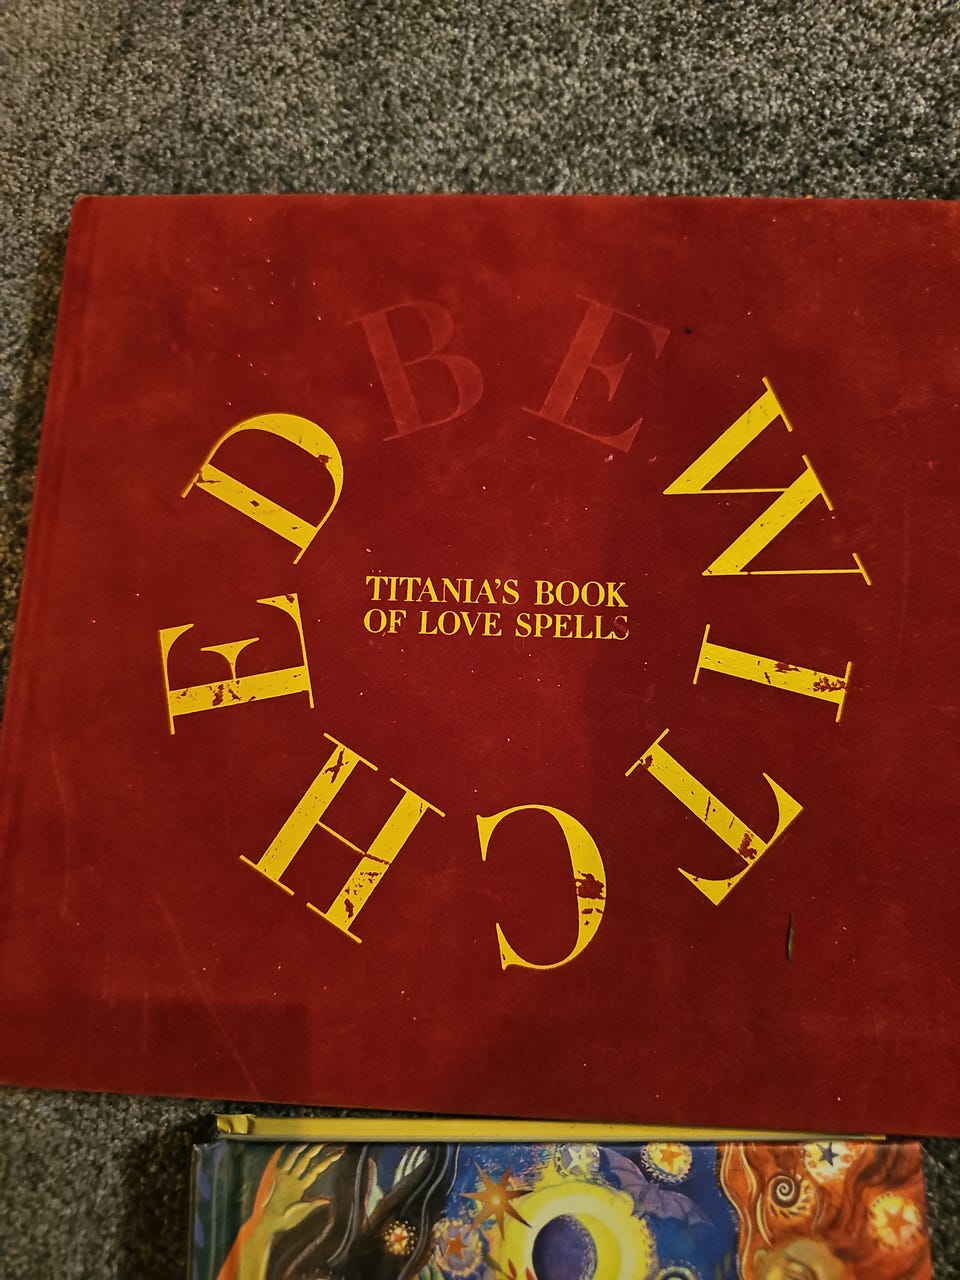 BEWITCHED
TITANIA'S BOOK
OF LOVE SPELLS